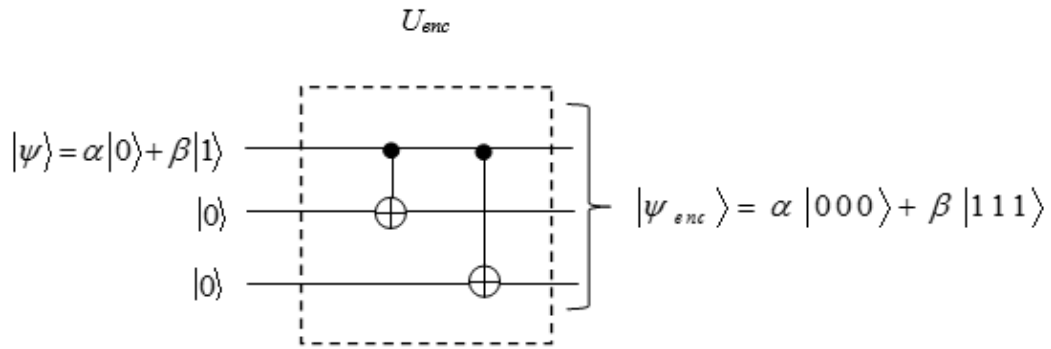 U_enc
|ψ⟩ = α|0⟩ + β|1⟩
|0⟩
|ψ_enc⟩ = α |000⟩ + β |111⟩
|0⟩